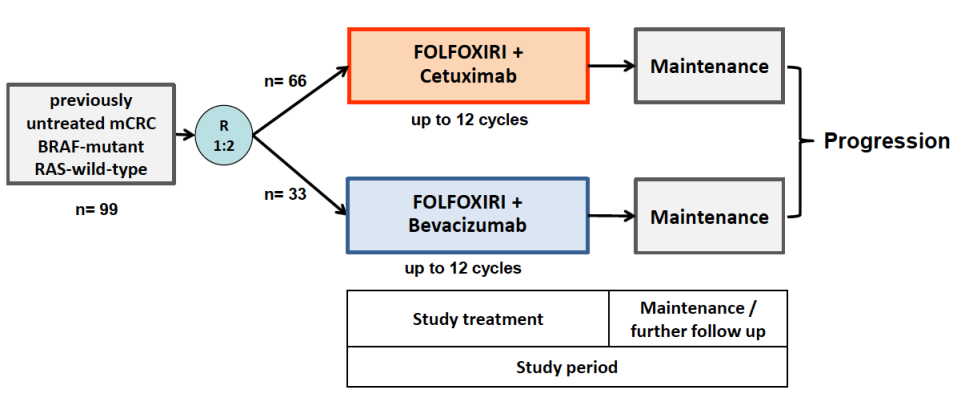 previously
untreated mCRC
BRAF-mutant
RAS-wild-type
n= 99
R
1:2
n= 66
n= 33
FOLFOXIRI +
Cetuximab
up to 12 cycles
FOLFOXIRI +
Bevacizumab
up to 12 cycles
Maintenance
Maintenance
Progression
Study treatment
Maintenance /
further follow up
Study period